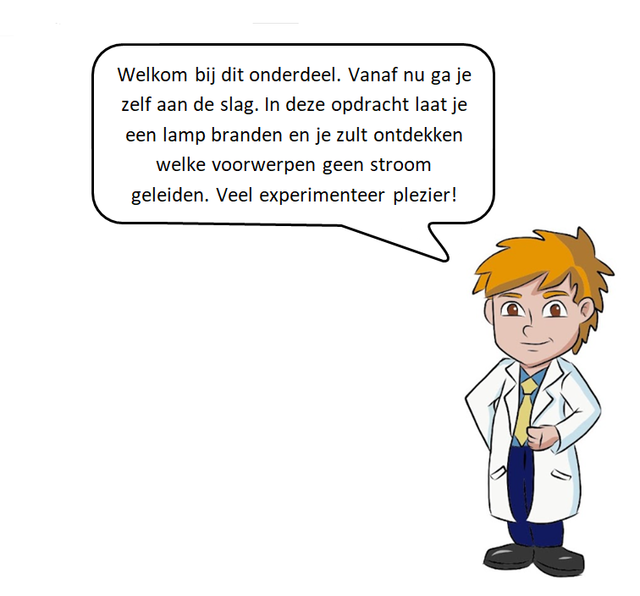 Welkom bij dit onderdeel. Vanaf nu ga je
zelf aan de slag. In deze opdracht laat je
een lamp branden en je zult ontdekken
welke voorwerpen geen stroom
geleiden. Veel experimenteer plezier!